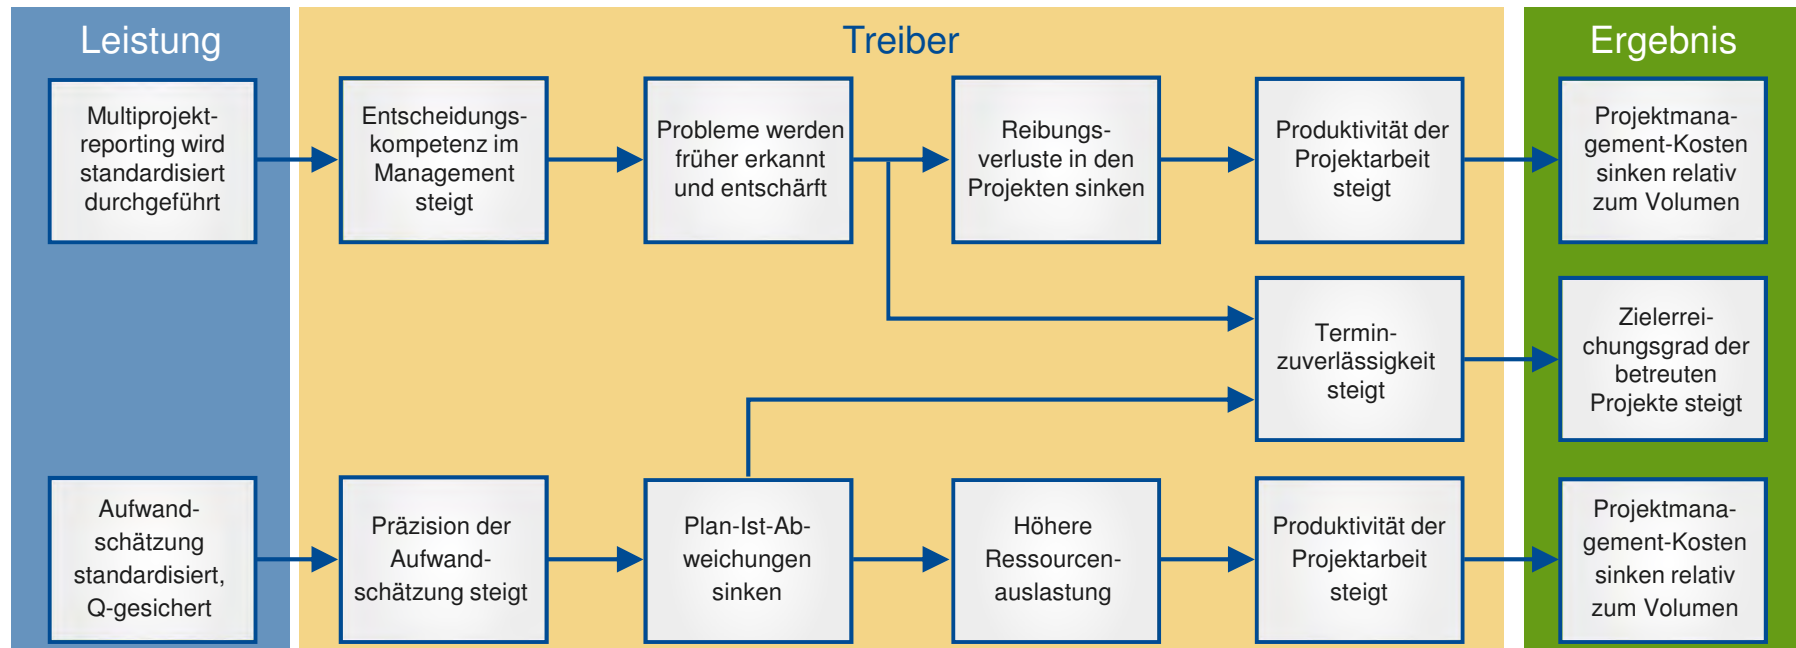 Leistung
Treiber
Ergebnis
Multiprojekt-
reporting wird
standardisiert
durchgeführt
Entscheidungs-
kompetenz im
Management
steigt
Probleme werden
früher erkannt
und entschärft
Reibungs-
verluste in den
Projekten sinken
Produktivität der
Projektarbeit
steigt
Projektmana-
gement-Kosten
sinken relativ
zum Volumen
Termin-
zuverlässigkeit
steigt
Zielerrei-
chungsgrad der
betreuten
Projekte steigt
Aufwand-
schätzung
standardisiert,
Q-gesichert
Präzision der
Aufwand-
schätzung steigt
Plan-Ist-Ab-
weichungen
sinken
Höhere
Ressourcen-
auslastung
Produktivität der
Projektarbeit
steigt
Projektmana-
gement-Kosten
sinken relativ
zum Volumen